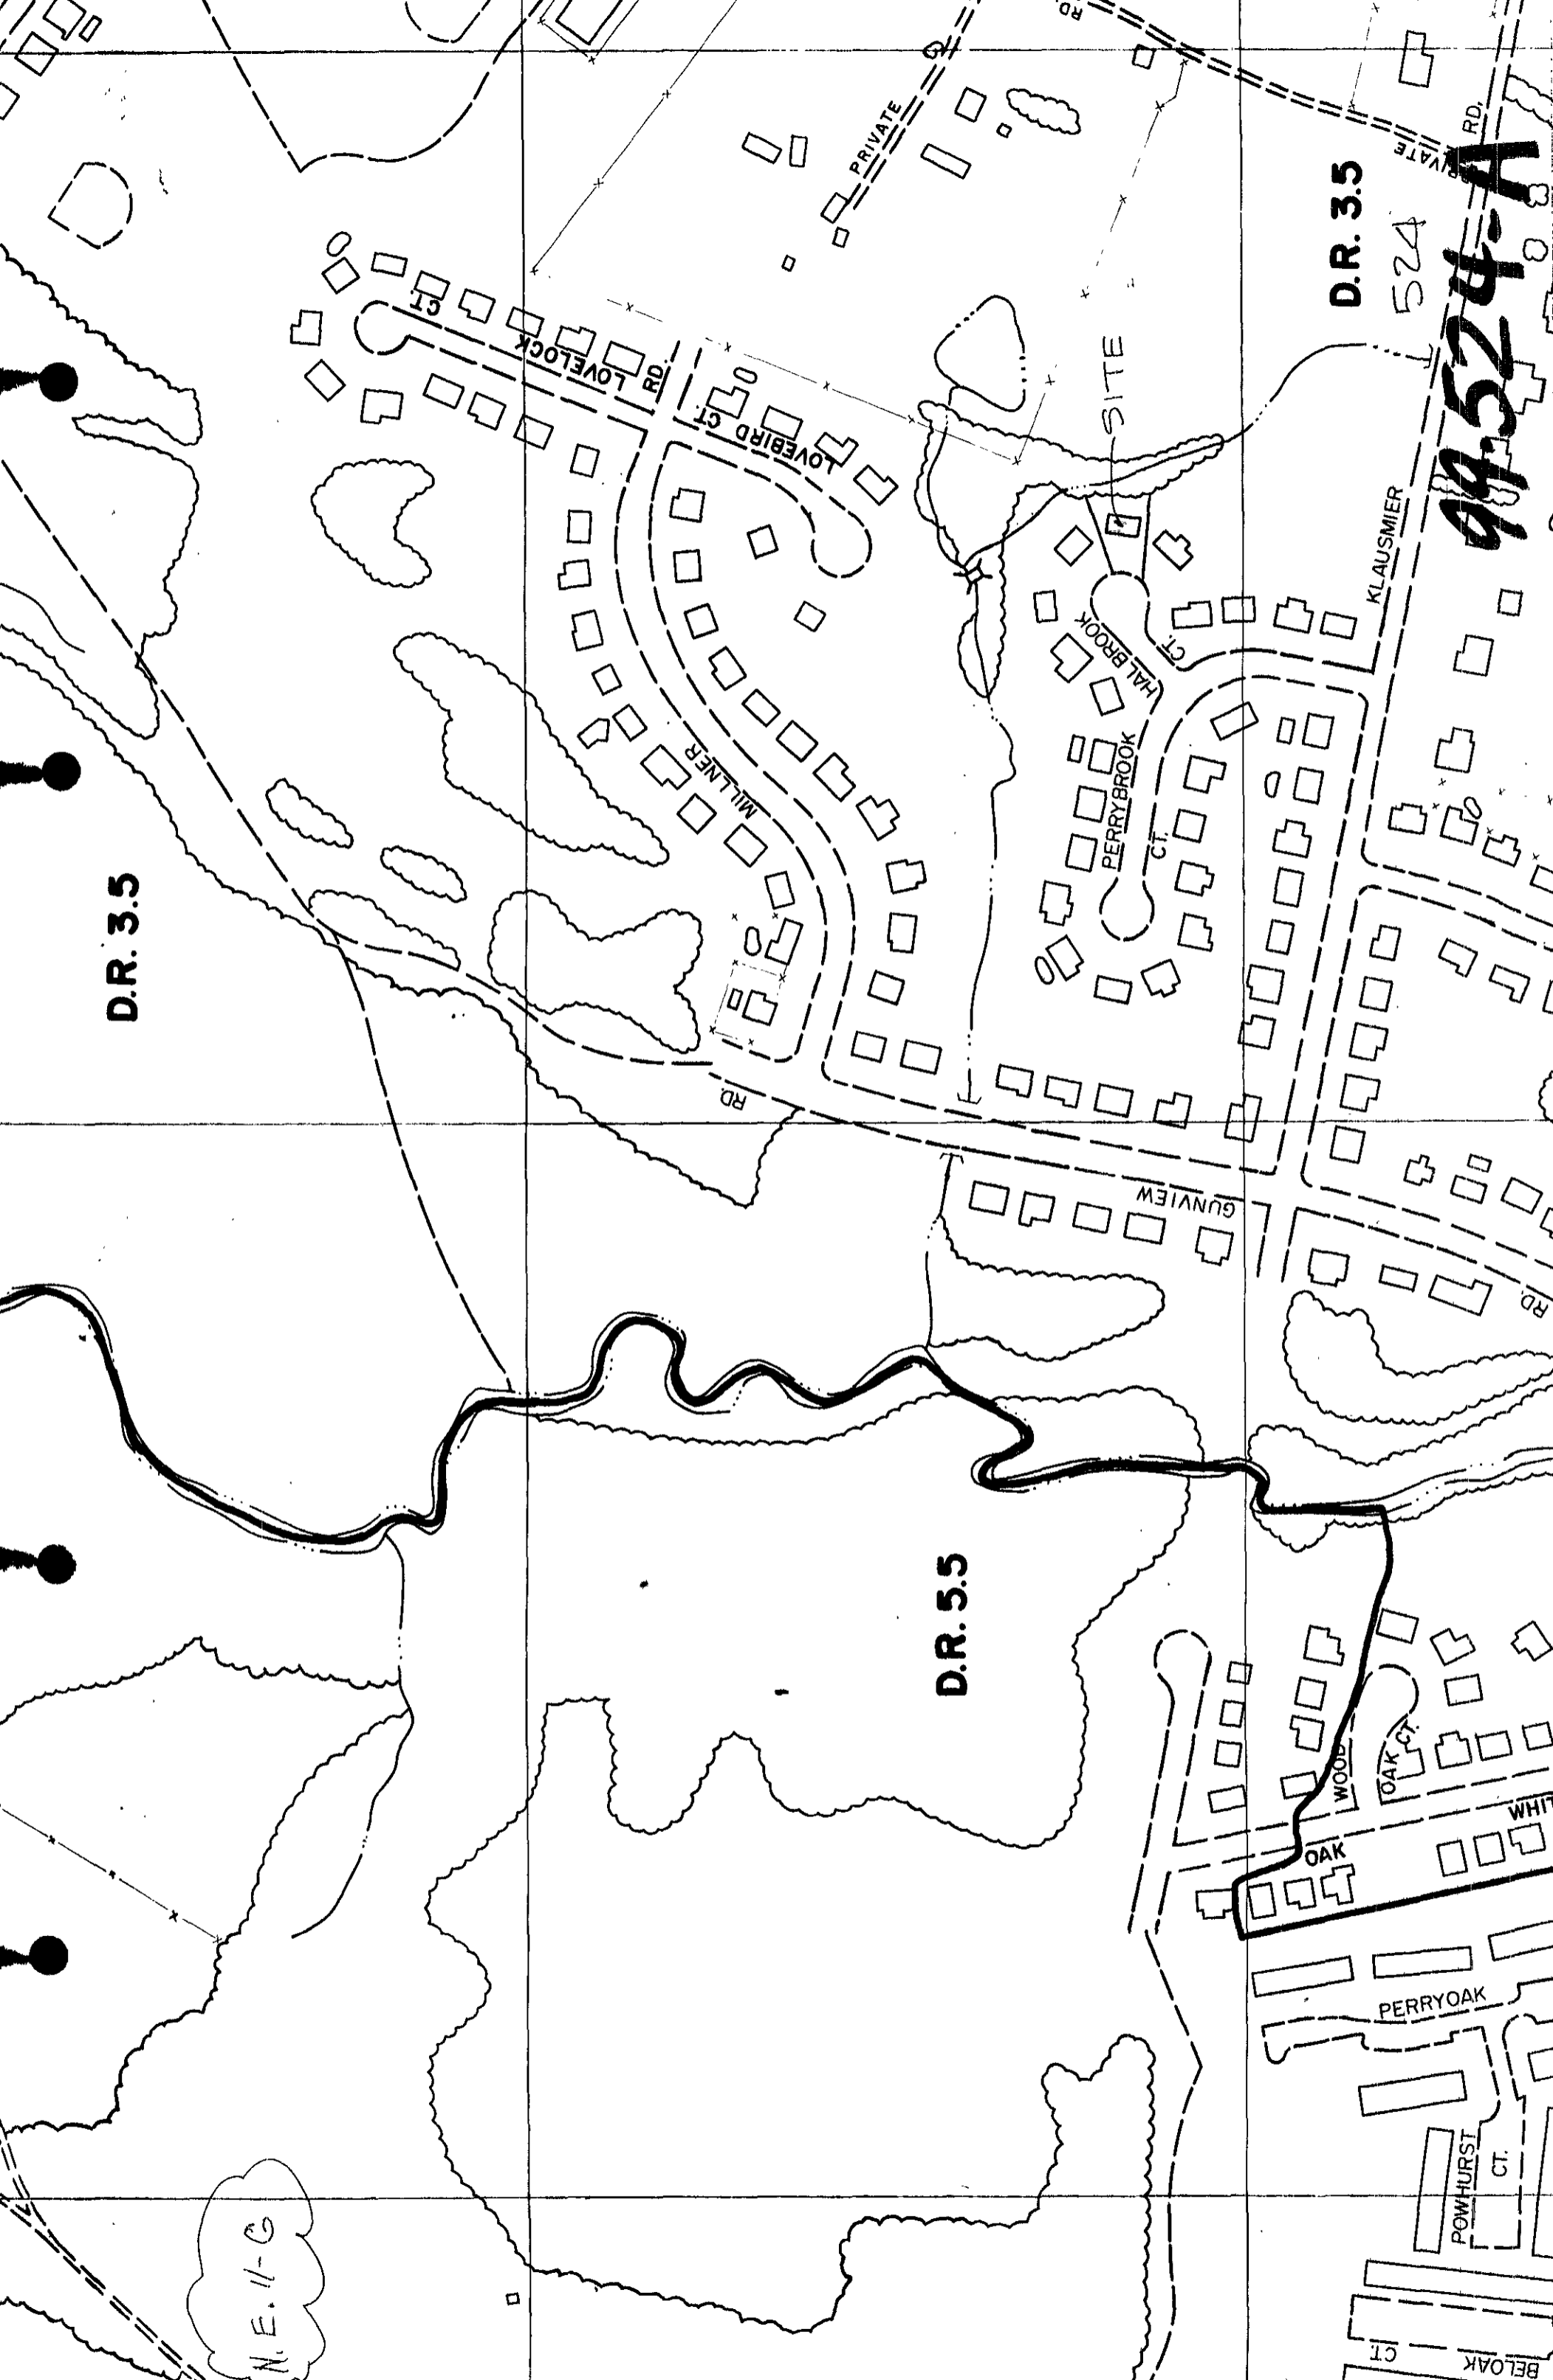 RD.
PRIVATE
RD.
PRIVATE
D.R. 3.5
524
99-524-A
CT.
LOVELOCK
RD.
LOVEBIRD CT.
SITE
KLAUSMIER
HALBROOK
CT.
MILLNER
PERRYBROOK
CT.
D.R. 3.5
RD.
GUNVIEW
RD.
D.R. 5.5
WOOD
OAK CT.
WHIT
OAK
PERRYOAK
POWHURST
CT.
N.E. 11-G
CT.
BELOAK